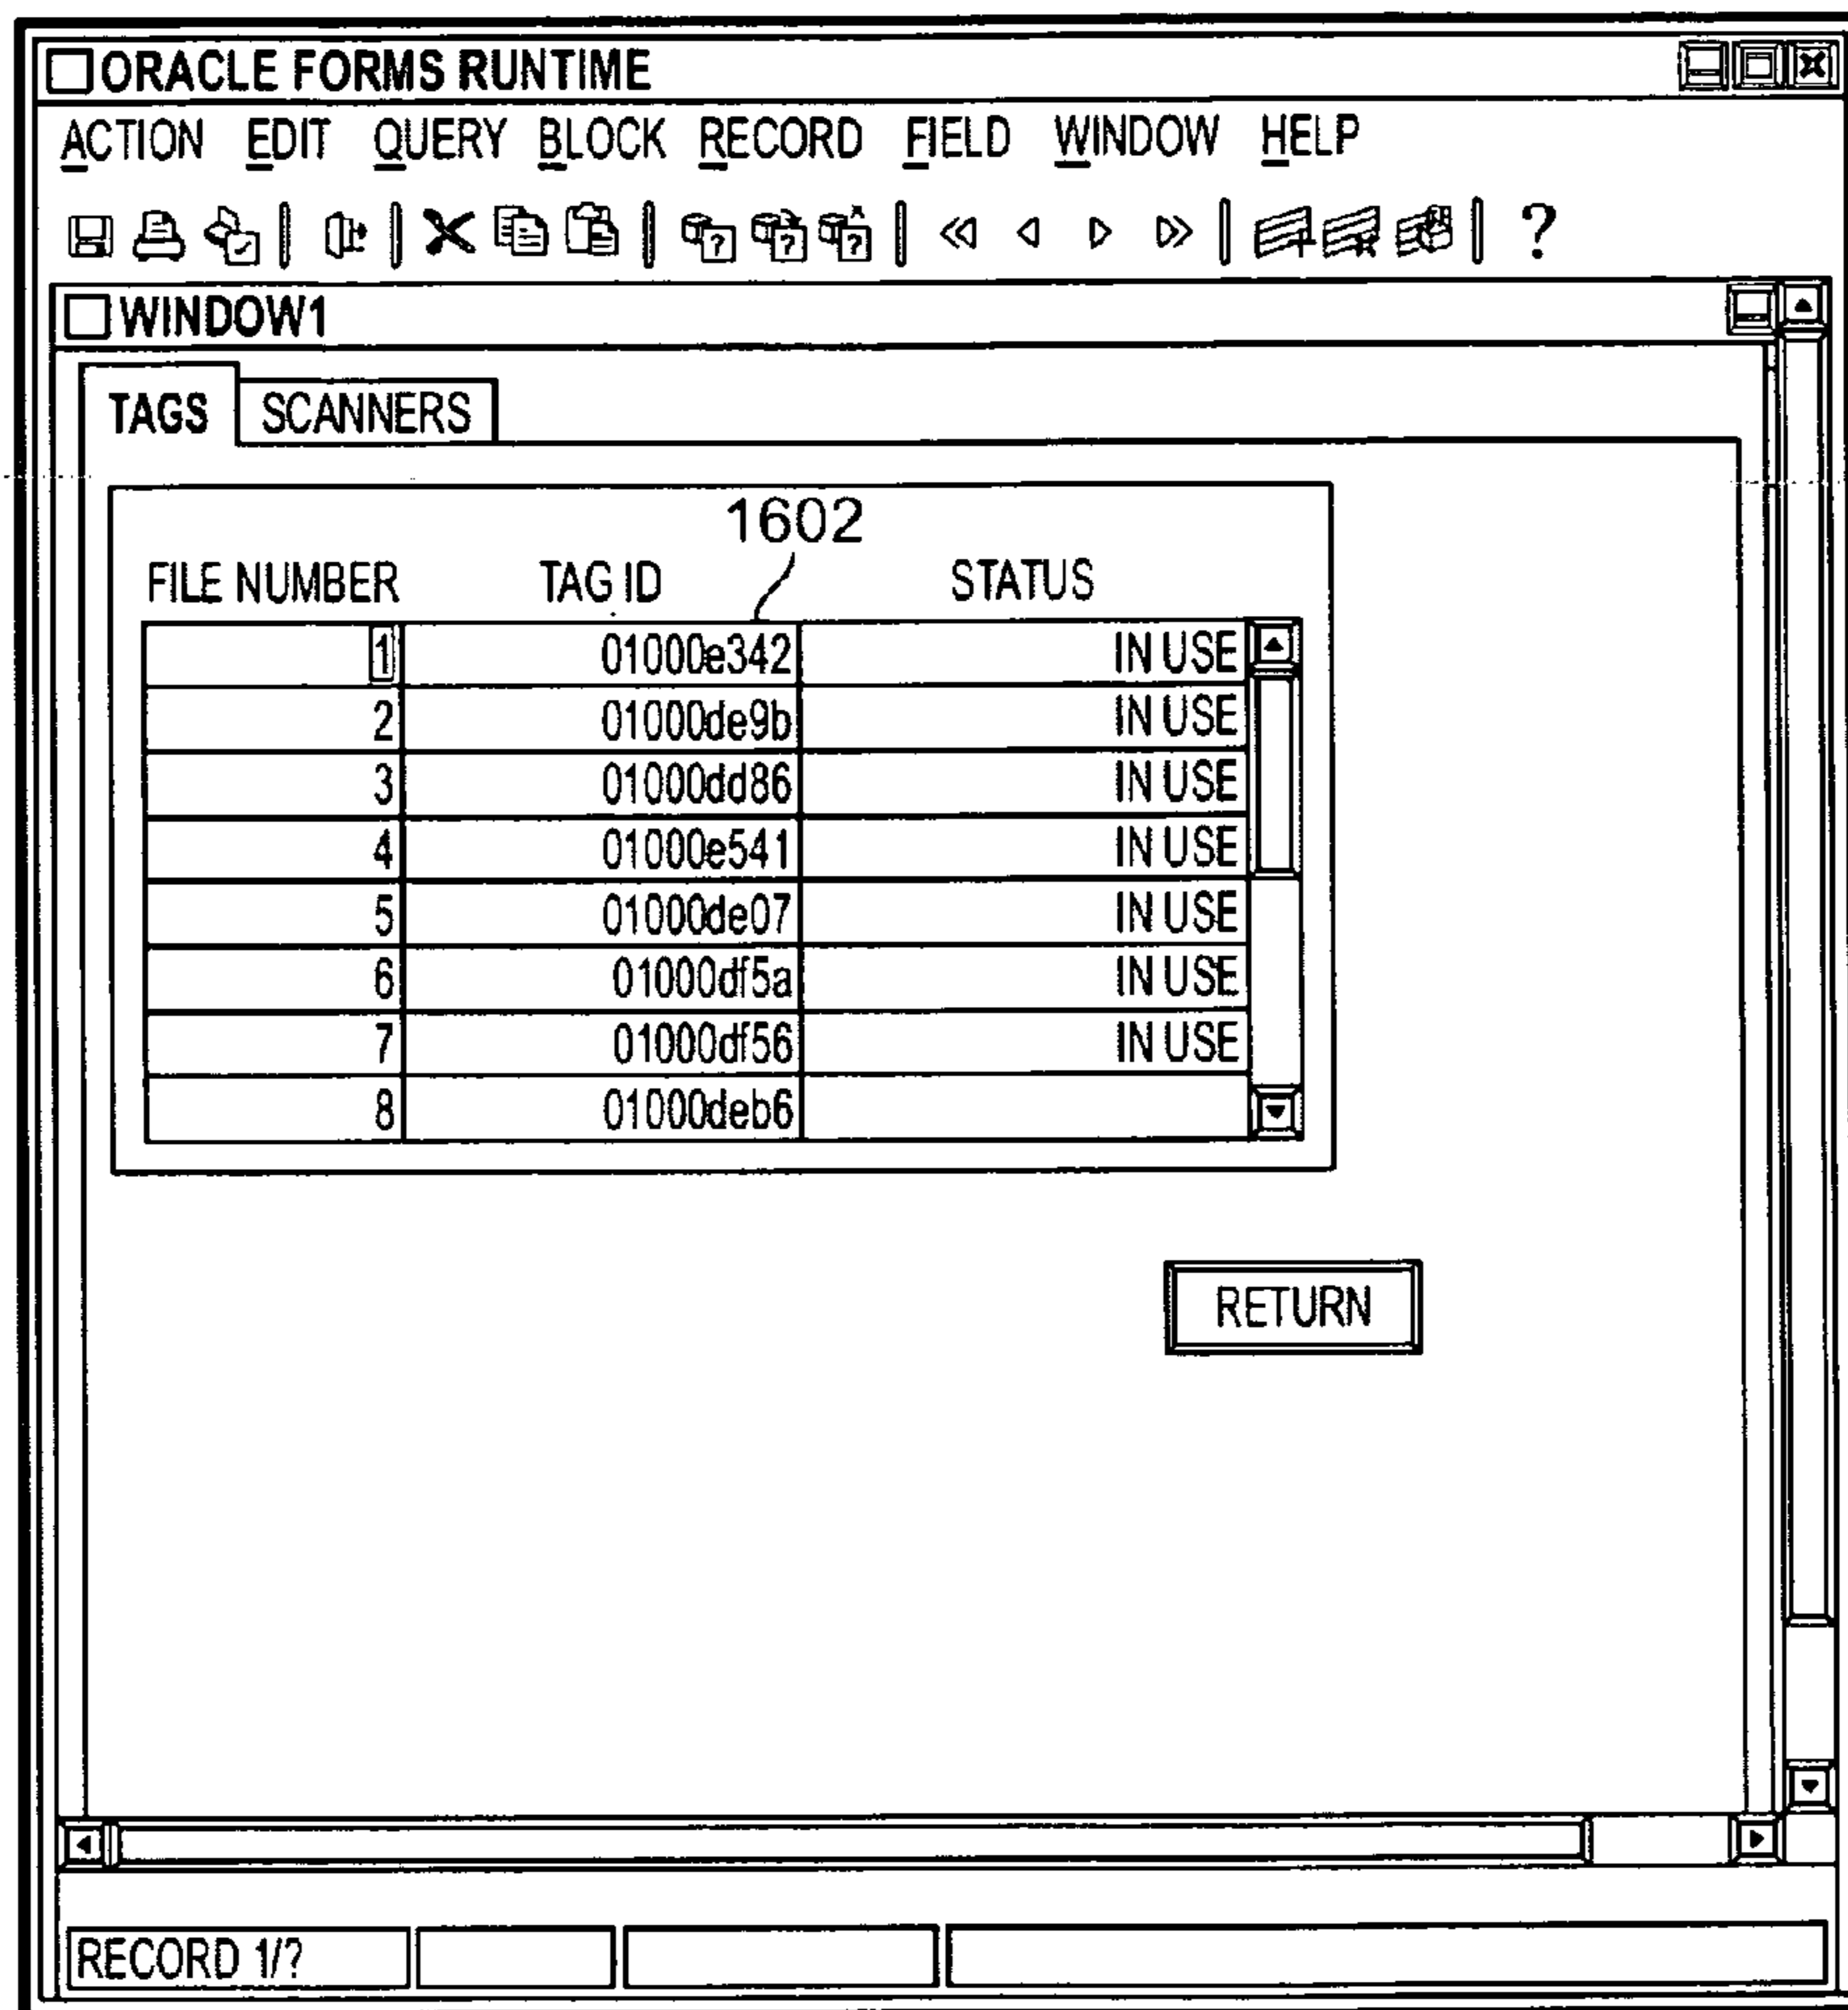 ORACLE FORMS RUNTIME
ACTION EDIT QUERY BLOCK RECORD FIELD WINDOW HELP
?
WINDOW1
TAGS SCANNERS
1602
FILE NUMBER TAG ID STATUS
1 01000e342 IN USE
2 01000de9b IN USE
3 01000dd86 IN USE
4 01000e541 IN USE
5 01000de07 IN USE
6 01000df5a IN USE
7 01000df56 IN USE
8 01000deb6
RETURN
RECORD 1/?